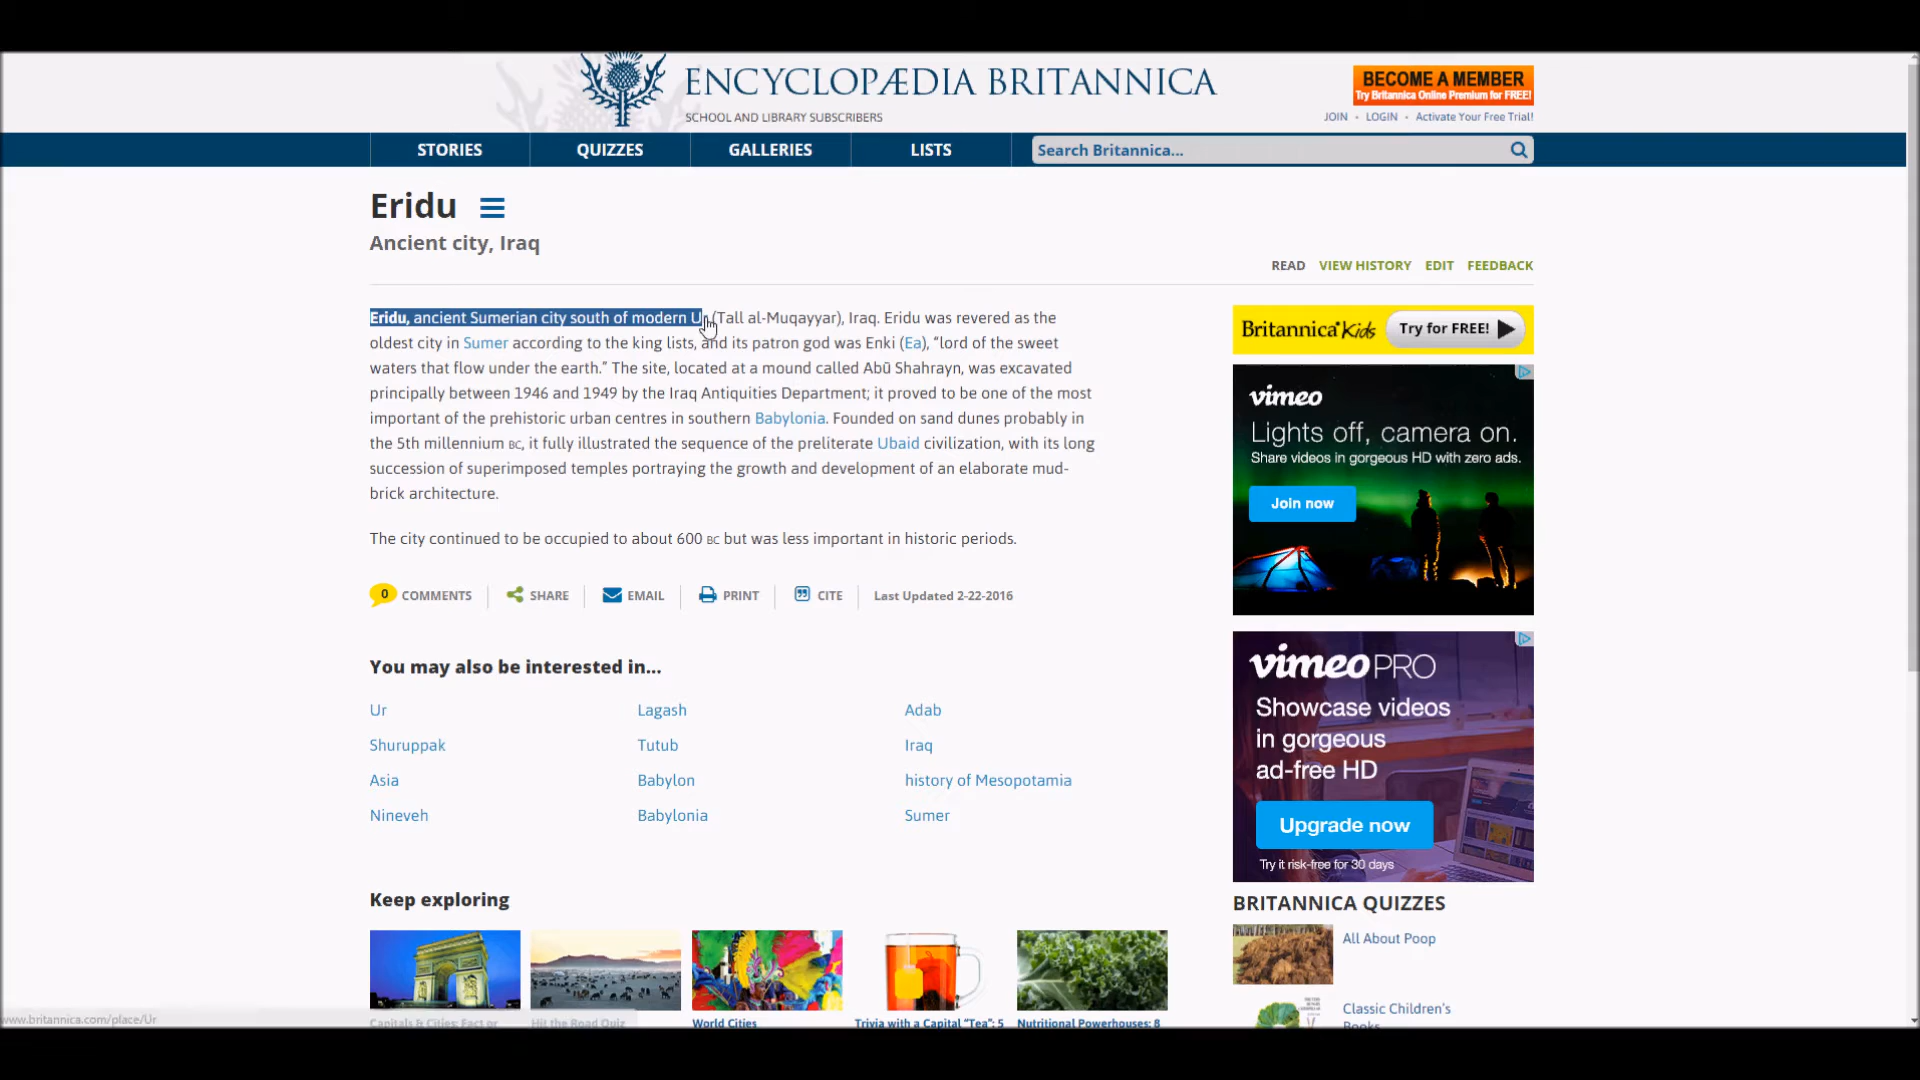 ENCYCLOPÆDIA BRITANNICA
SCHOOL AND LIBRARY SUBSCRIBERS
BECOME A MEMBER
Try Britannica Online Premium for FREE!
JOIN • LOGIN • Activate Your Free Trial!
STORIES QUIZZES GALLERIES LISTS Search Britannica...
Eridu
Ancient city, Iraq
READ VIEW HISTORY EDIT FEEDBACK
Eridu, ancient Sumerian city south of modern Ur (Tall al-Muqayyar), Iraq. Eridu was revered as the
oldest city in Sumer according to the king lists, and its patron god was Enki (Ea), “lord of the sweet
waters that flow under the earth.” The site, located at a mound called Abū Shahrayn, was excavated
principally between 1946 and 1949 by the Iraq Antiquities Department; it proved to be one of the most
important of the prehistoric urban centres in southern Babylonia. Founded on sand dunes probably in
the 5th millennium BC, it fully illustrated the sequence of the preliterate Ubaid civilization, with its long
succession of superimposed temples portraying the growth and development of an elaborate mud-
brick architecture.
The city continued to be occupied to about 600 BC but was less important in historic periods.
0 COMMENTS SHARE EMAIL PRINT CITE Last Updated 2-22-2016
You may also be interested in...
Ur Lagash Adab
Shuruppak Tutub Iraq
Asia Babylon history of Mesopotamia
Nineveh Babylonia Sumer
Keep exploring
Capitals & Cities: Fact or Hit the Road Quiz World Cities Trivia with a Capital “Tea”: 5 Nutritional Powerhouses: 8
Britannica Kids Try for FREE!
vimeo
Lights off, camera on.
Share videos in gorgeous HD with zero ads.
Join now
vimeo PRO
Showcase videos
in gorgeous
ad-free HD
Upgrade now
Try it risk-free for 30 days
BRITANNICA QUIZZES
All About Poop
Classic Children's
Books
www.britannica.com/place/Ur